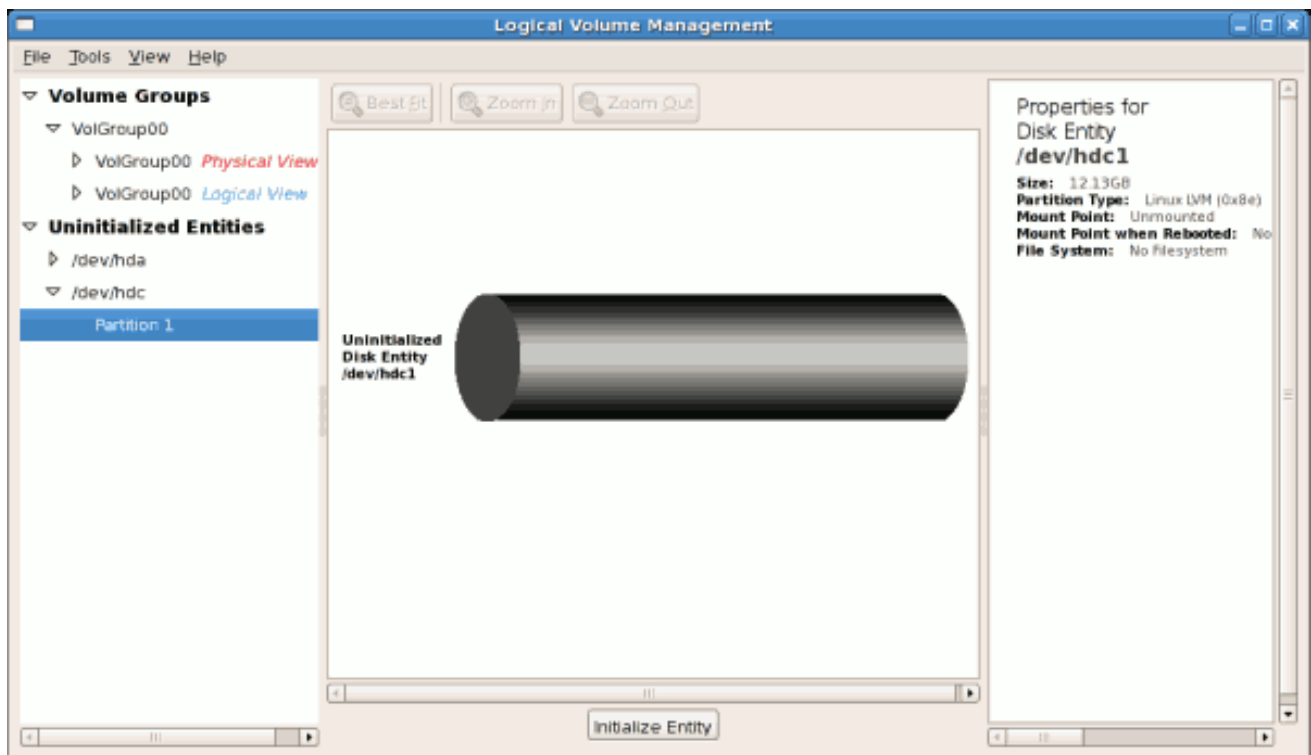 Logical Volume Management
File Tools View Help
Volume Groups
VolGroup00
VolGroup00 Physical View
VolGroup00 Logical View
Uninitialized Entities
/dev/hda
/dev/hdc
Partition 1
Best Fit Zoom In Zoom Out
Uninitialized
Disk Entity
/dev/hdc1
Initialize Entity
Properties for
Disk Entity
/dev/hdc1
Size: 12.13GB
Partition Type: Linux LVM (0x8e)
Mount Point: Unmounted
Mount Point when Rebooted: No
File System: No filesystem